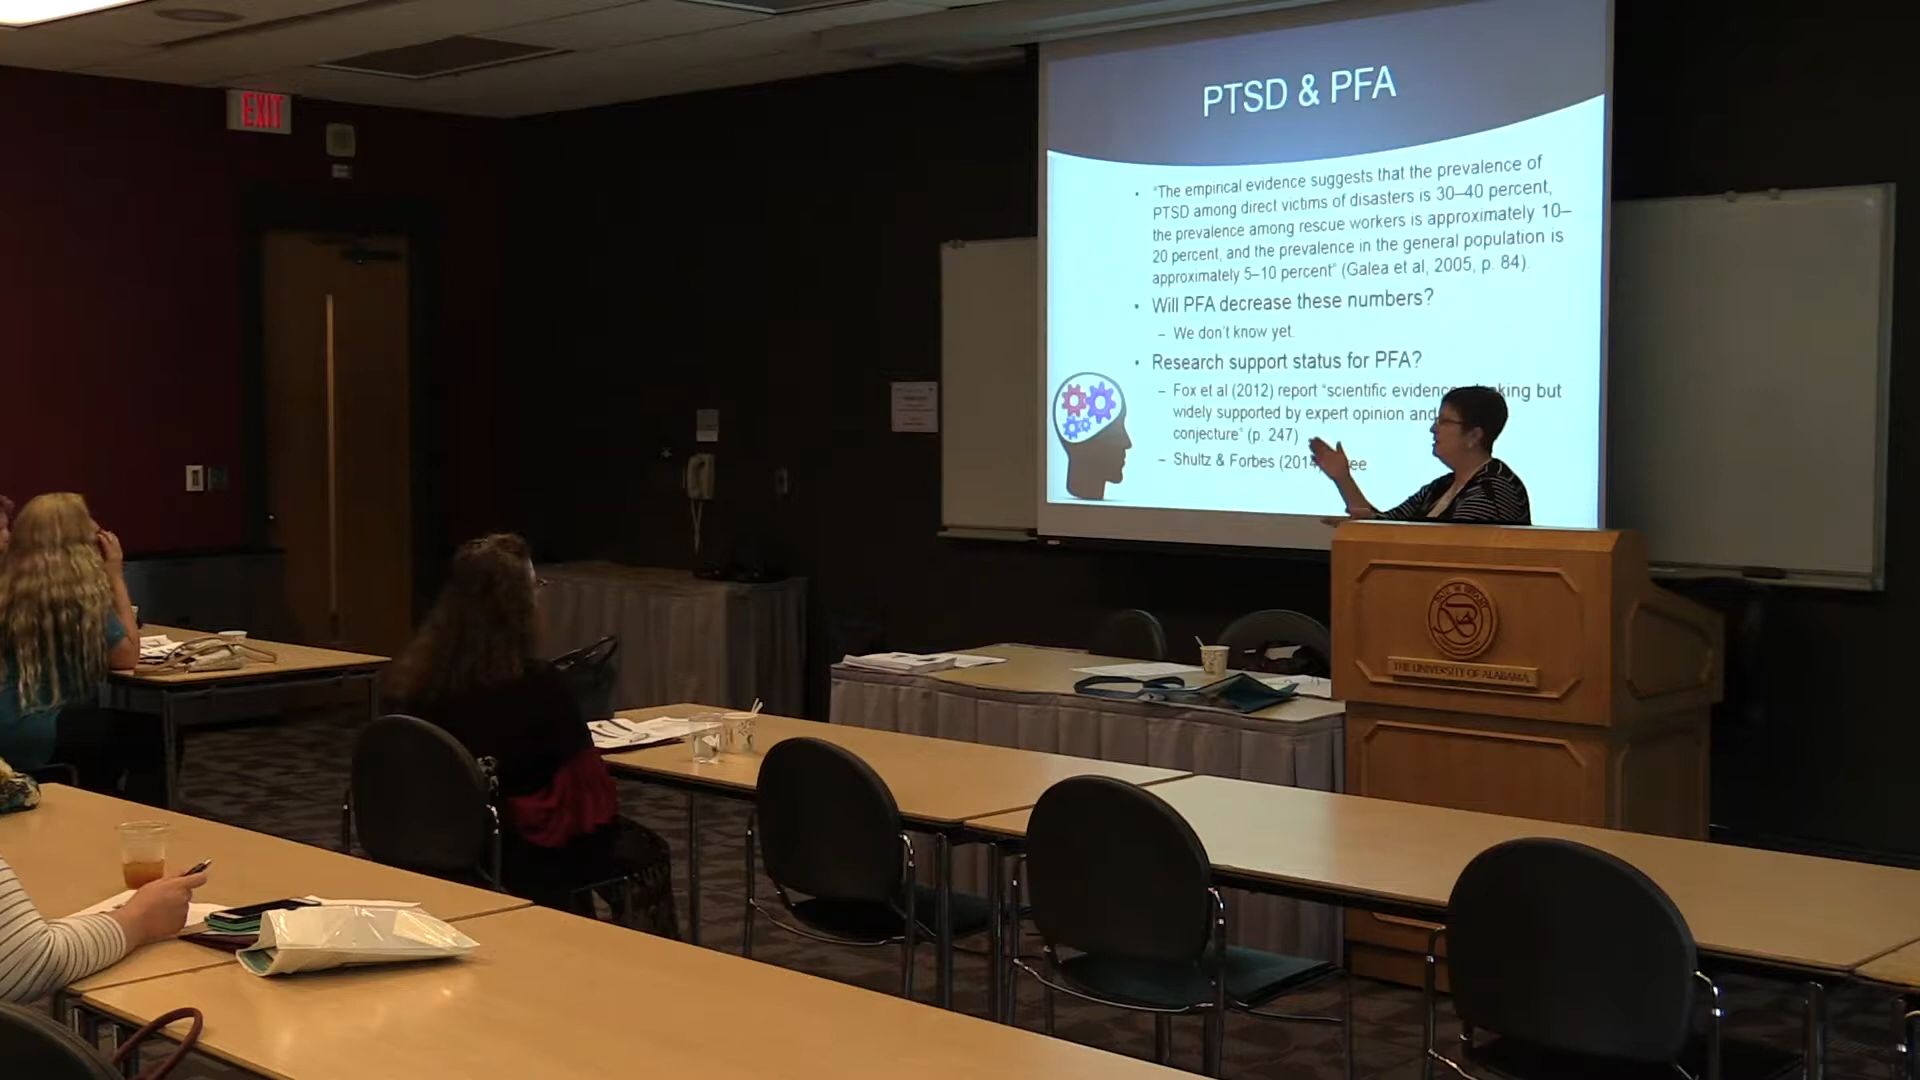 EXIT
PTSD & PFA
• "The empirical evidence suggests that the prevalence of
PTSD among direct victims of disasters is 30–40 percent,
the prevalence among rescue workers is approximately 10–
20 percent, and the prevalence in the general population is
approximately 5–10 percent" (Galea et al, 2005, p. 84).
• Will PFA decrease these numbers?
– We don't know yet.
• Research support status for PFA?
– Fox et al (2012) report "scientific evidence but
widely supported by expert opinion and
conjecture" (p. 247)
– Shultz & Forbes (2014)
THE UNIVERSITY OF ALABAMA